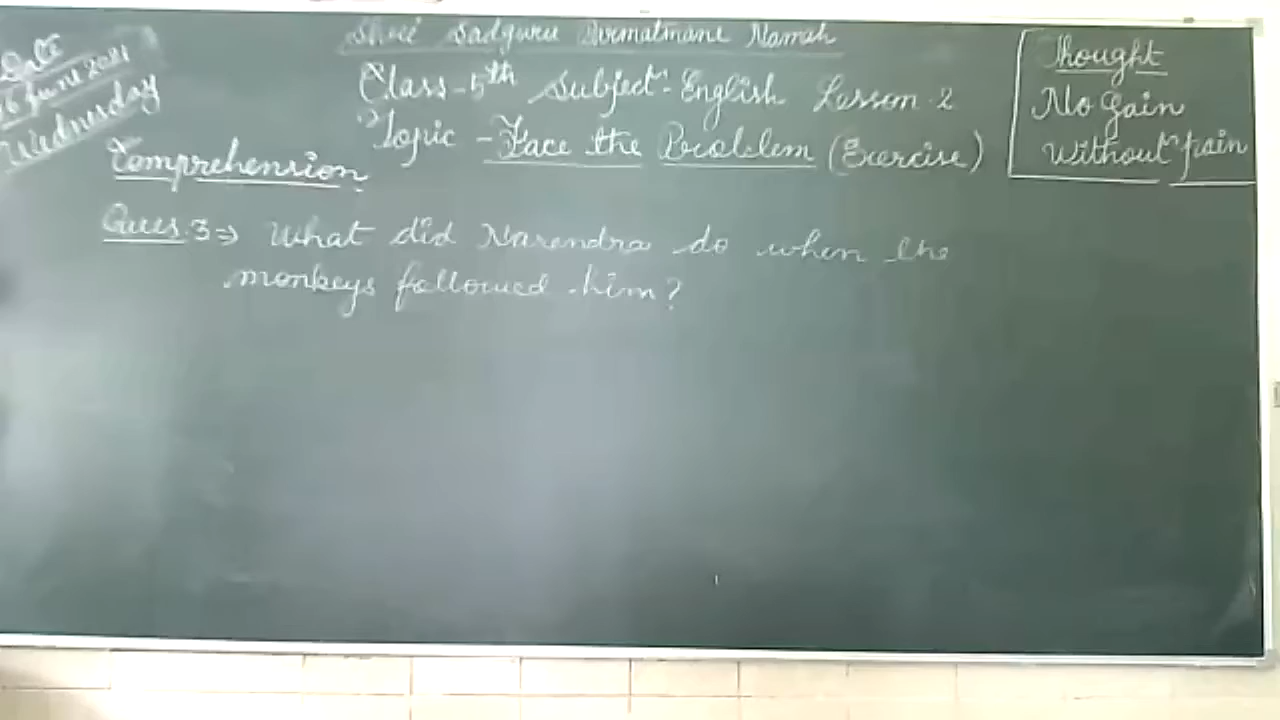 Shree Sadguru Parmatmane Namah
Date
16 June 2021
Wednesday
Class-5th Subject:- English Lesson-2
Topic - Face the Problem (Exercise)
Thought
No Gain
Without pain
Comprehension
Ques.3⇒ What did Narendra do when the
monkeys followed him?